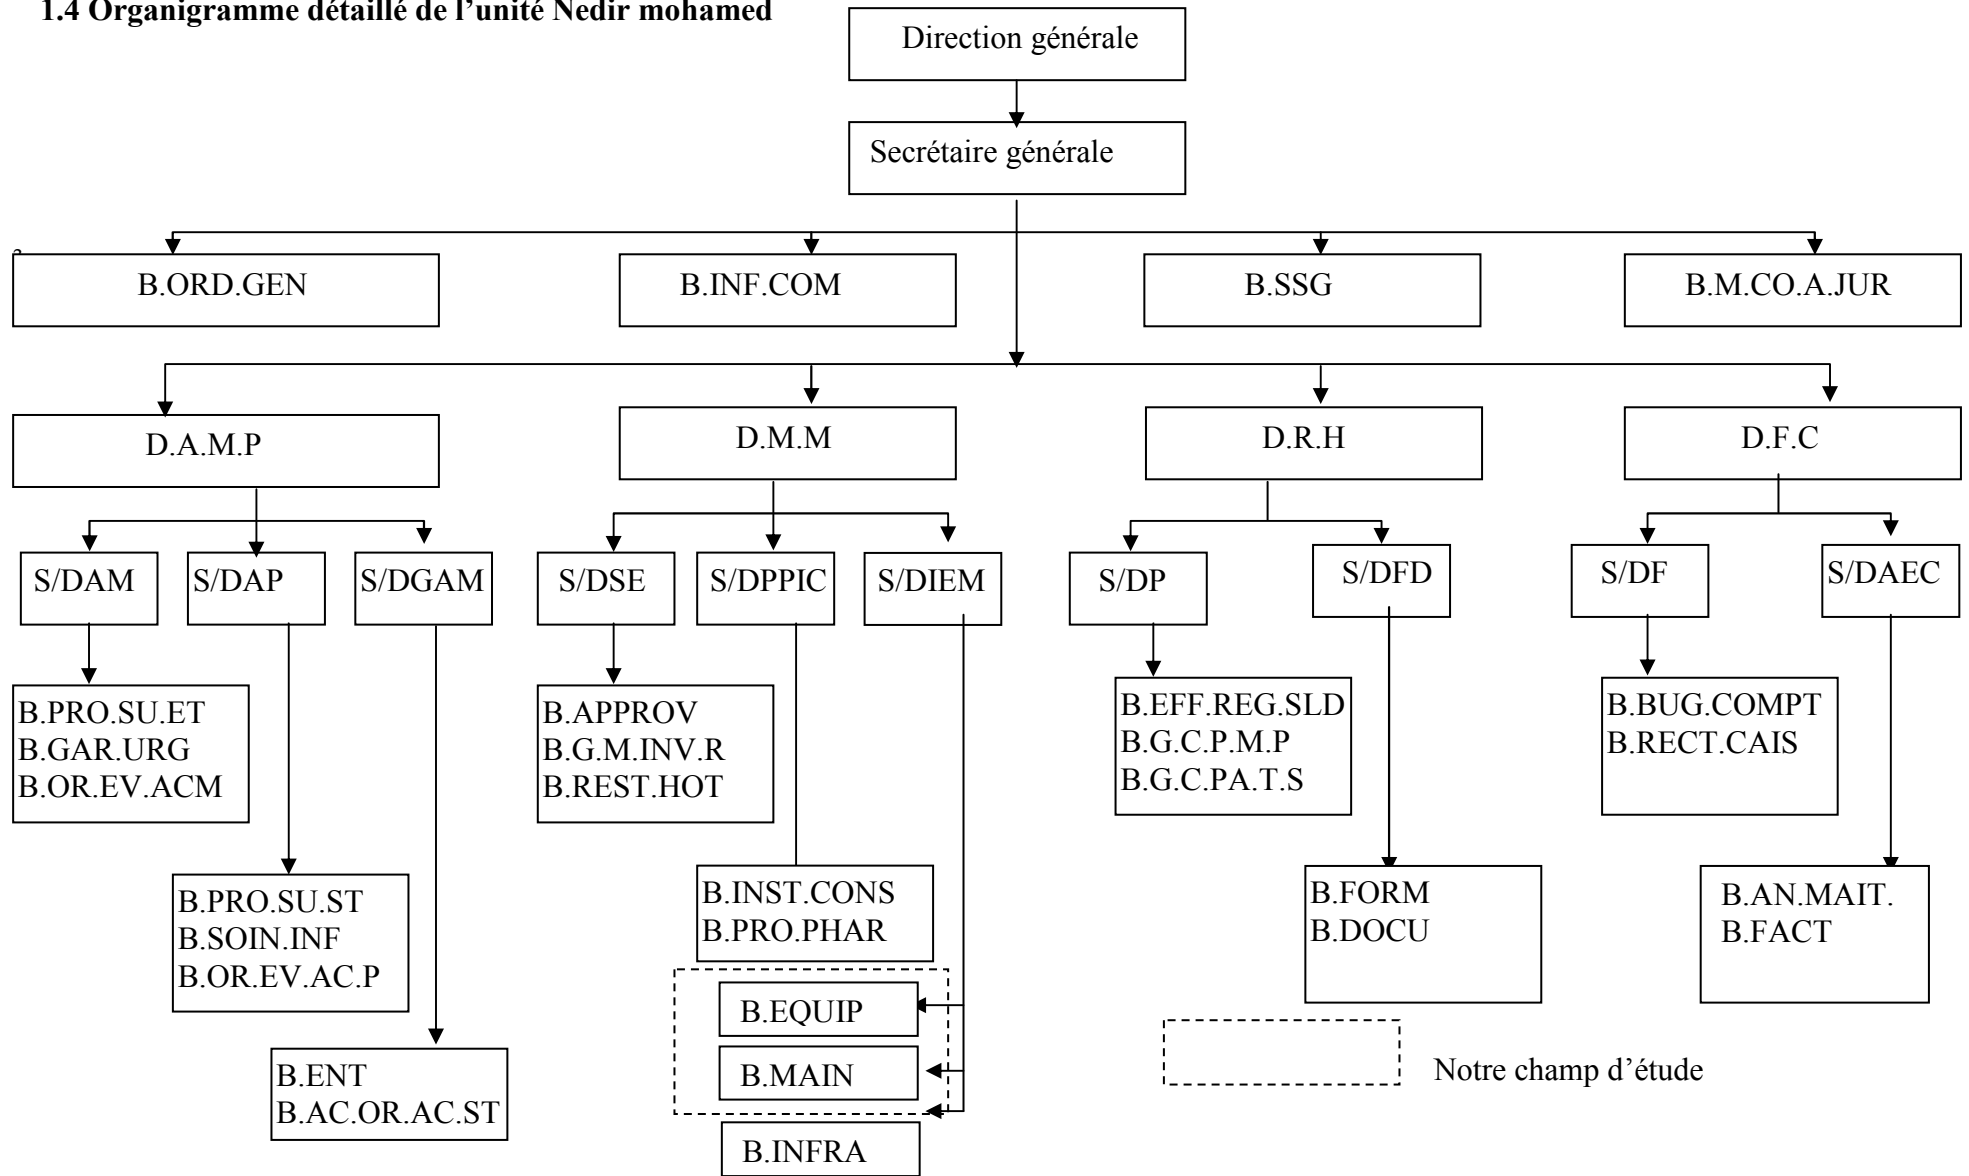 1.4 Organigramme détaillé de l’unité Nedir mohamed
Direction générale
Secrétaire générale
B.ORD.GEN
B.INF.COM
B.SSG
B.M.CO.A.JUR
D.A.M.P
D.M.M
D.R.H
D.F.C
S/DAM
S/DAP
S/DGAM
S/DSE
S/DPPIC
S/DIEM
S/DP
S/DFD
S/DF
S/DAEC
B.PRO.SU.ET
B.GAR.URG
B.OR.EV.ACM
B.APPROV
B.G.M.INV.R
B.REST.HOT
B.EFF.REG.SLD
B.G.C.P.M.P
B.G.C.PA.T.S
B.BUG.COMPT
B.RECT.CAIS
B.PRO.SU.ST
B.SOIN.INF
B.OR.EV.AC.P
B.INST.CONS
B.PRO.PHAR
B.FORM
B.DOCU
B.AN.MAIT.
B.FACT
B.EQUIP
B.MAIN
Notre champ d’étude
B.ENT
B.AC.OR.AC.ST
B.INFRA